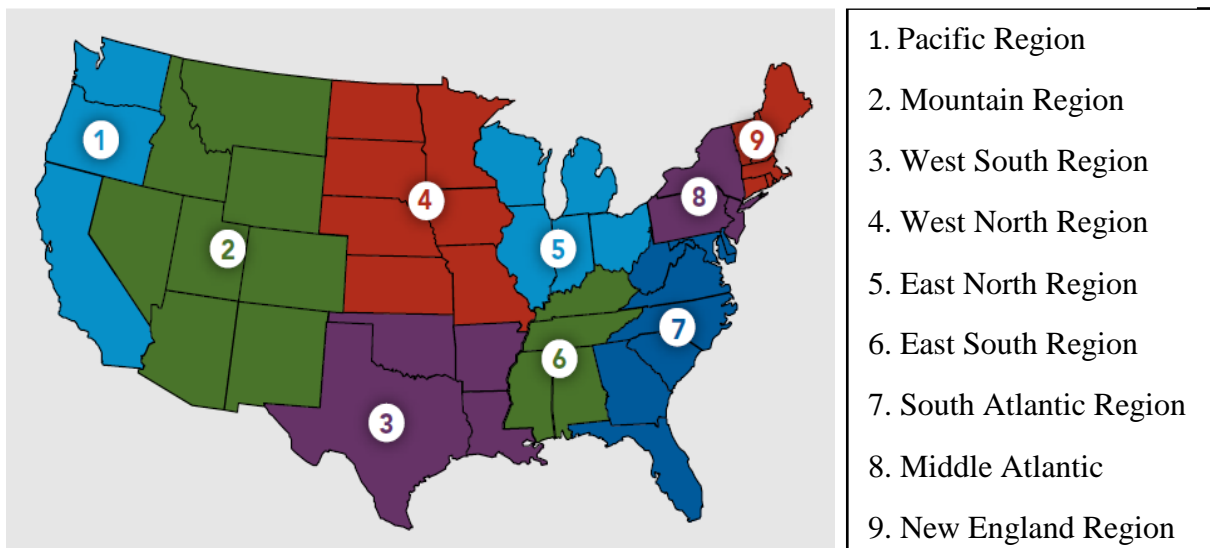 1
2
3
4
5
6
7
8
9
1. Pacific Region
2. Mountain Region
3. West South Region
4. West North Region
5. East North Region
6. East South Region
7. South Atlantic Region
8. Middle Atlantic
9. New England Region